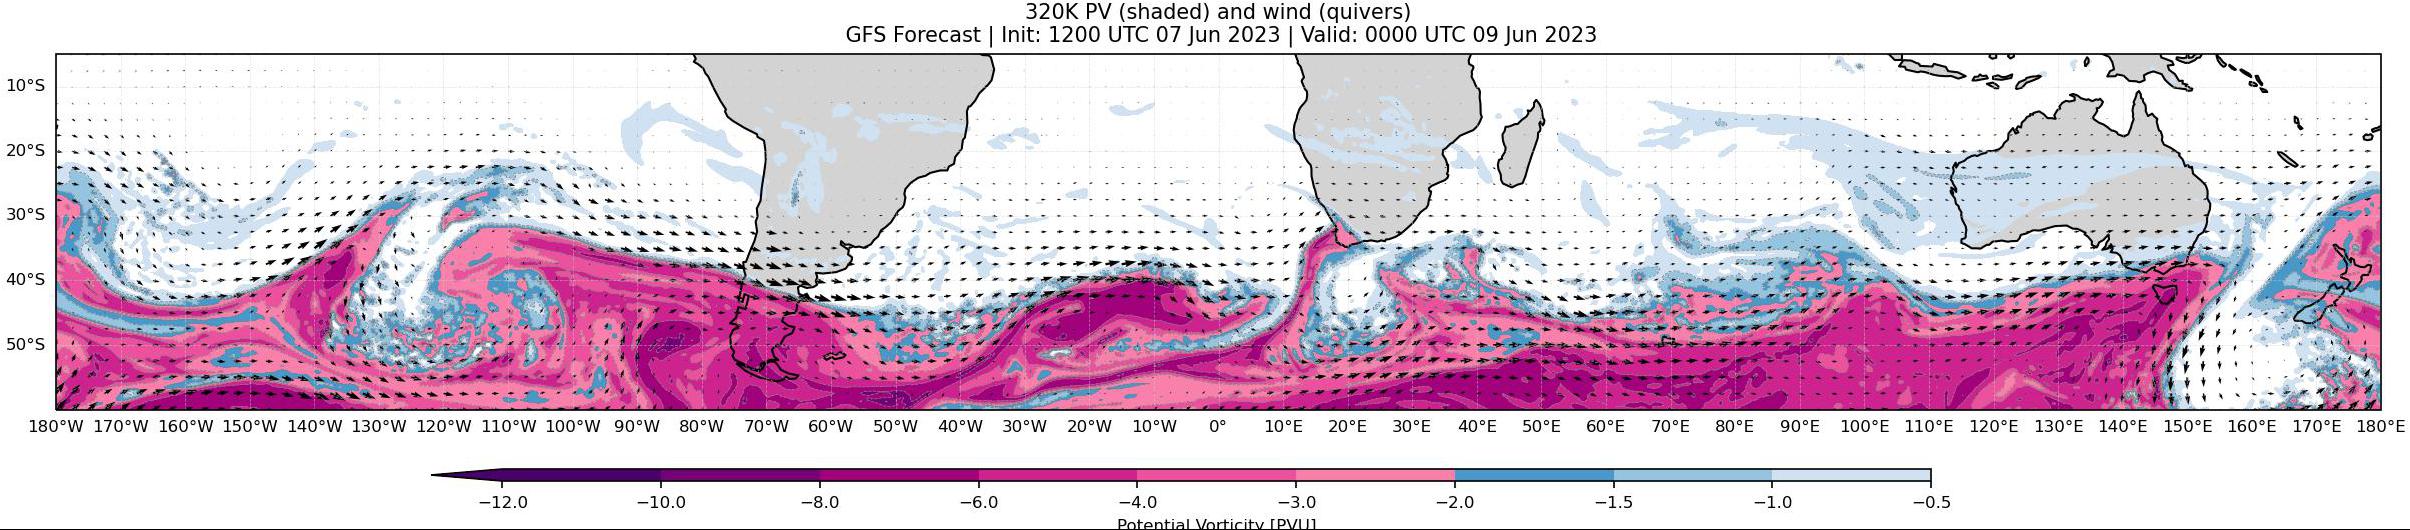 320K PV (shaded) and wind (quivers)
GFS Forecast | Init: 1200 UTC 07 Jun 2023 | Valid: 0000 UTC 09 Jun 2023
10°S
20°S
30°S
40°S
50°S
180°W 170°W 160°W 150°W 140°W 130°W 120°W 110°W 100°W 90°W 80°W 70°W 60°W 50°W 40°W 30°W 20°W 10°W 0° 10°E 20°E 30°E 40°E 50°E 60°E 70°E 80°E 90°E 100°E 110°E 120°E 130°E 140°E 150°E 160°E 170°E 180°E
−12.0 −10.0 −8.0 −6.0 −4.0 −3.0 −2.0 −1.5 −1.0 −0.5
Potential Vorticity [PVU]